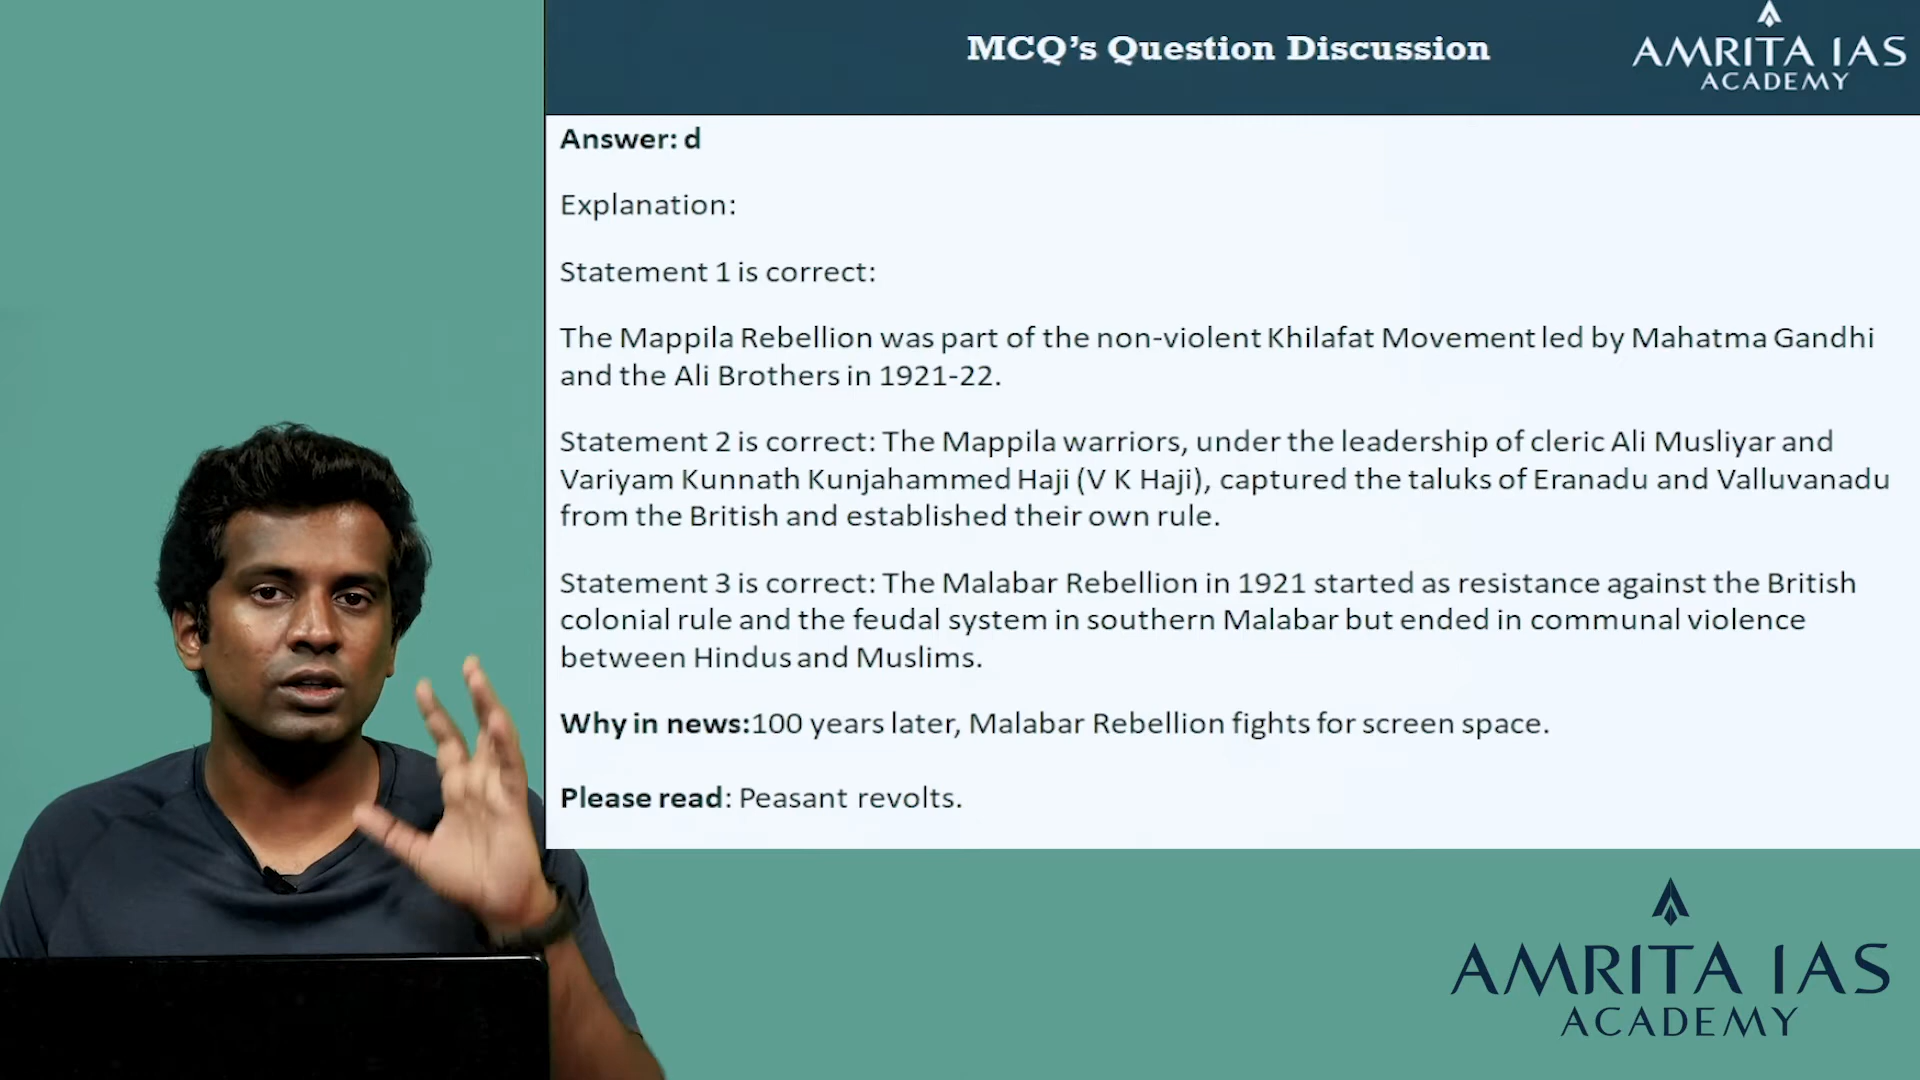 MCQ's Question Discussion
AMRITA IAS
ACADEMY
Answer: d
Explanation:
Statement 1 is correct:
The Mappila Rebellion was part of the non-violent Khilafat Movement led by Mahatma Gandhi
and the Ali Brothers in 1921-22.
Statement 2 is correct: The Mappila warriors, under the leadership of cleric Ali Musliyar and
Variyam Kunnath Kunjahammed Haji (V K Haji), captured the taluks of Eranadu and Valluvanadu
from the British and established their own rule.
Statement 3 is correct: The Malabar Rebellion in 1921 started as resistance against the British
colonial rule and the feudal system in southern Malabar but ended in communal violence
between Hindus and Muslims.
Why in news:100 years later, Malabar Rebellion fights for screen space.
Please read: Peasant revolts.
AMRITA IAS
ACADEMY